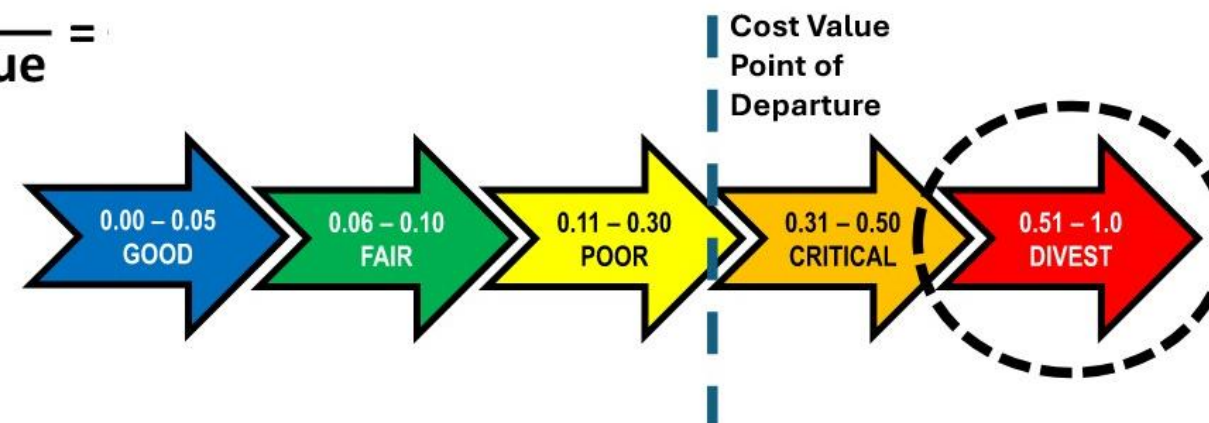 =
ue
Cost Value
Point of
Departure
0.00 – 0.05
GOOD
0.06 – 0.10
FAIR
0.11 – 0.30
POOR
0.31 – 0.50
CRITICAL
0.51 – 1.0
DIVEST